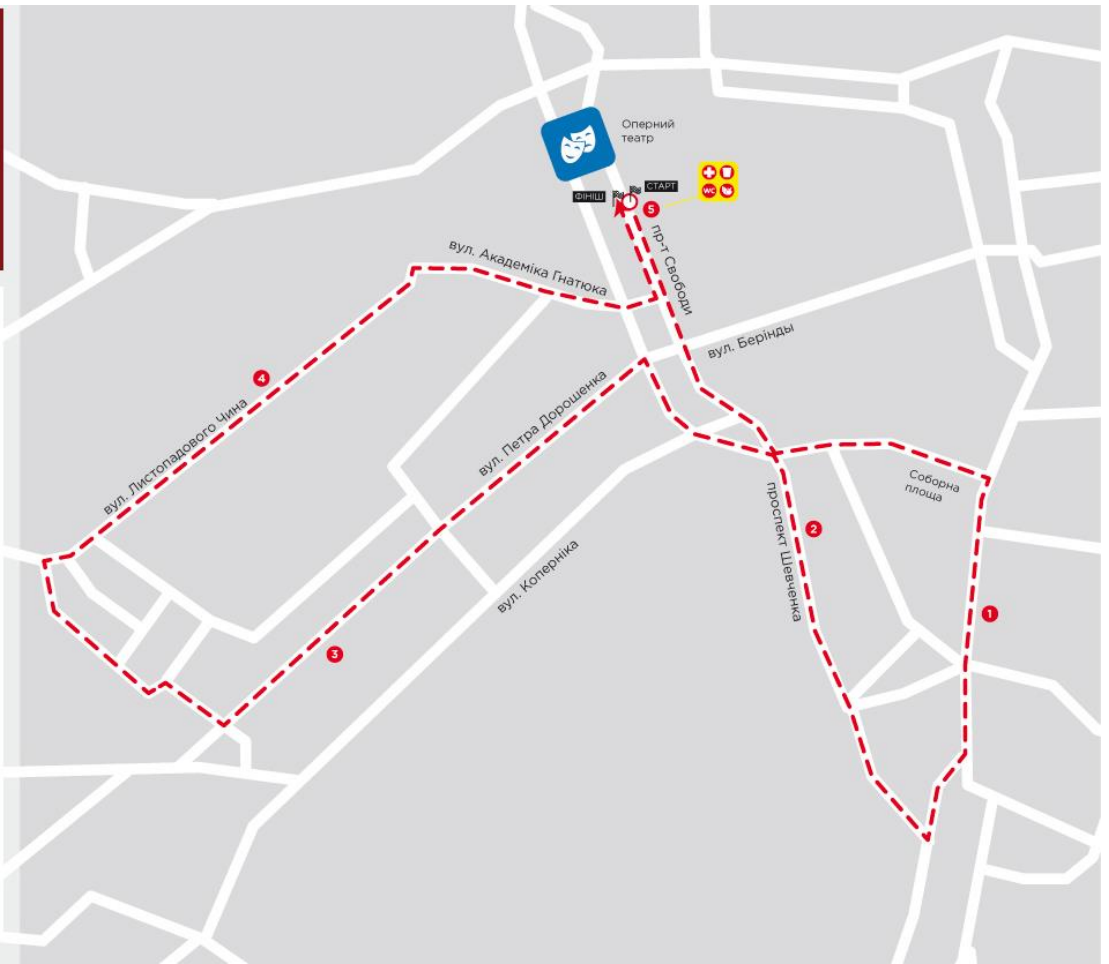 Оперний
театр
СТАРТ
ФІНІШ
WC
5
пр-т Свободи
вул. Академіка Гнатюка
вул. Берінды
4
вул. Петра Дорошенка
вул. Листопадового Чина
Соборна
площа
проспект Шевченка
2
вул. Коперніка
1
3